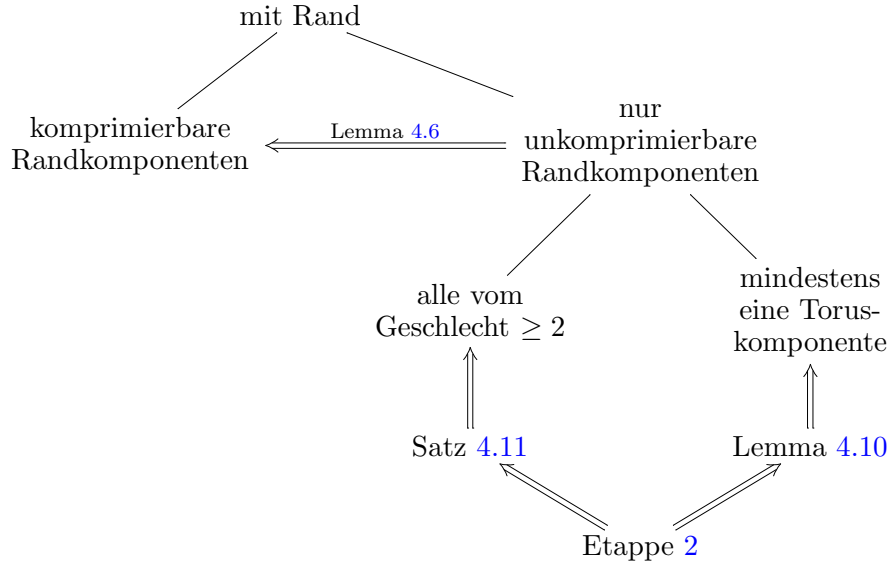 mit Rand
komprimierbare
Randkomponenten
Lemma 4.6
nur
unkomprimierbare
Randkomponenten
alle vom
Geschlecht ≥ 2
mindestens
eine Torus-
komponente
Satz 4.11
Lemma 4.10
Etappe 2